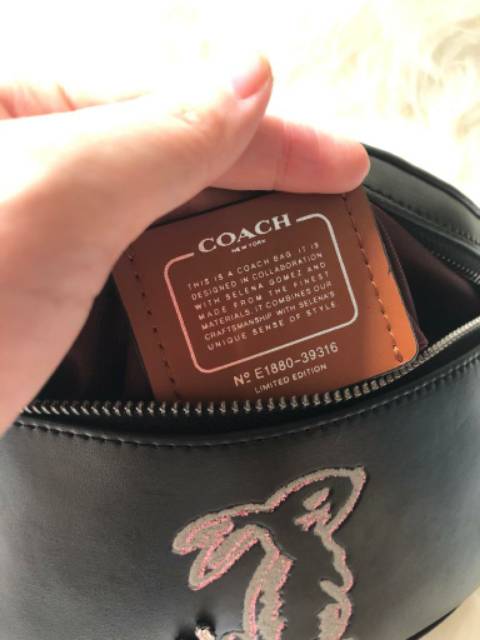 COACH
NEW YORK
THIS IS A COACH BAG. IT IS
DESIGNED IN COLLABORATION
WITH SELENA GOMEZ AND
MADE FROM THE FINEST
MATERIALS. IT COMBINES OUR
CRAFTSMANSHIP WITH SELENA'S
UNIQUE SENSE OF STYLE.
Nº E1880-39316
LIMITED EDITION